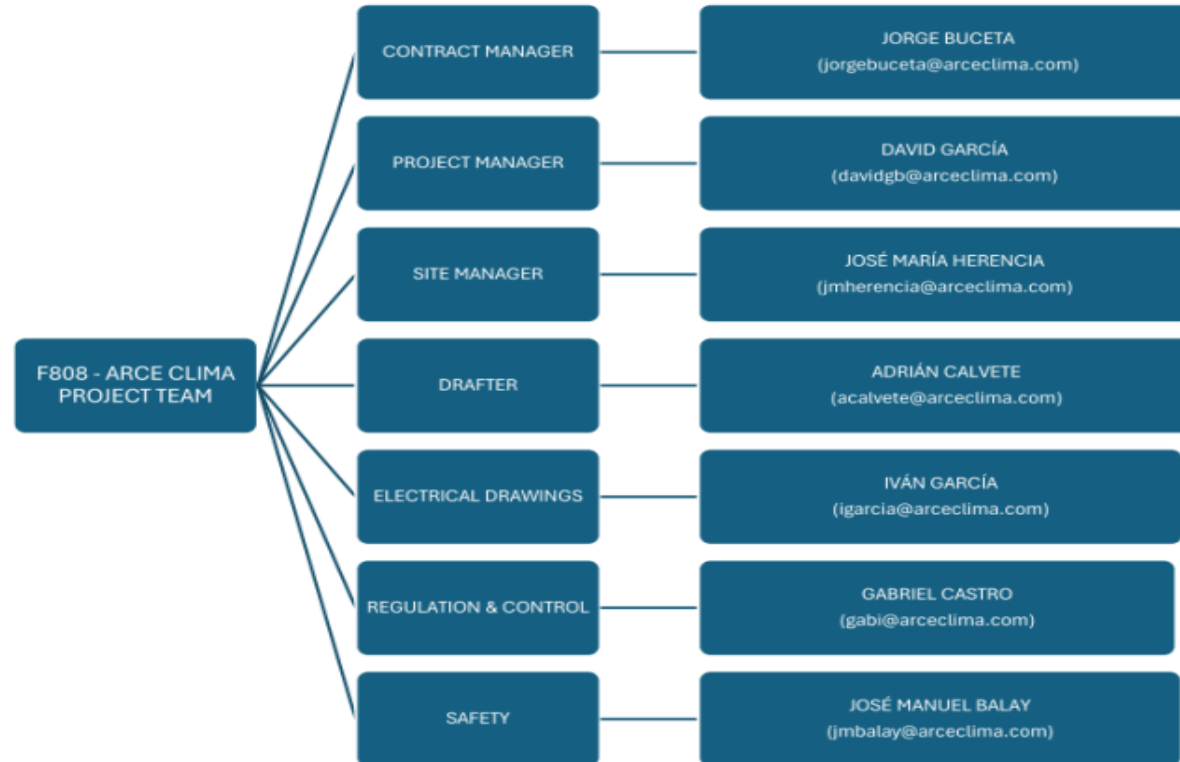 F808 - ARCE CLIMA
PROJECT TEAM
CONTRACT MANAGER
JORGE BUCETA
(jorgebuceta@arceclima.com)
PROJECT MANAGER
DAVID GARCÍA
(davidgb@arceclima.com)
SITE MANAGER
JOSÉ MARÍA HERENCIA
(jmherencia@arceclima.com)
DRAFTER
ADRIÁN CALVETE
(acalvete@arceclima.com)
ELECTRICAL DRAWINGS
IVÁN GARCÍA
(igarcia@arceclima.com)
REGULATION & CONTROL
GABRIEL CASTRO
(gabi@arceclima.com)
SAFETY
JOSÉ MANUEL BALAY
(jmbalay@arceclima.com)